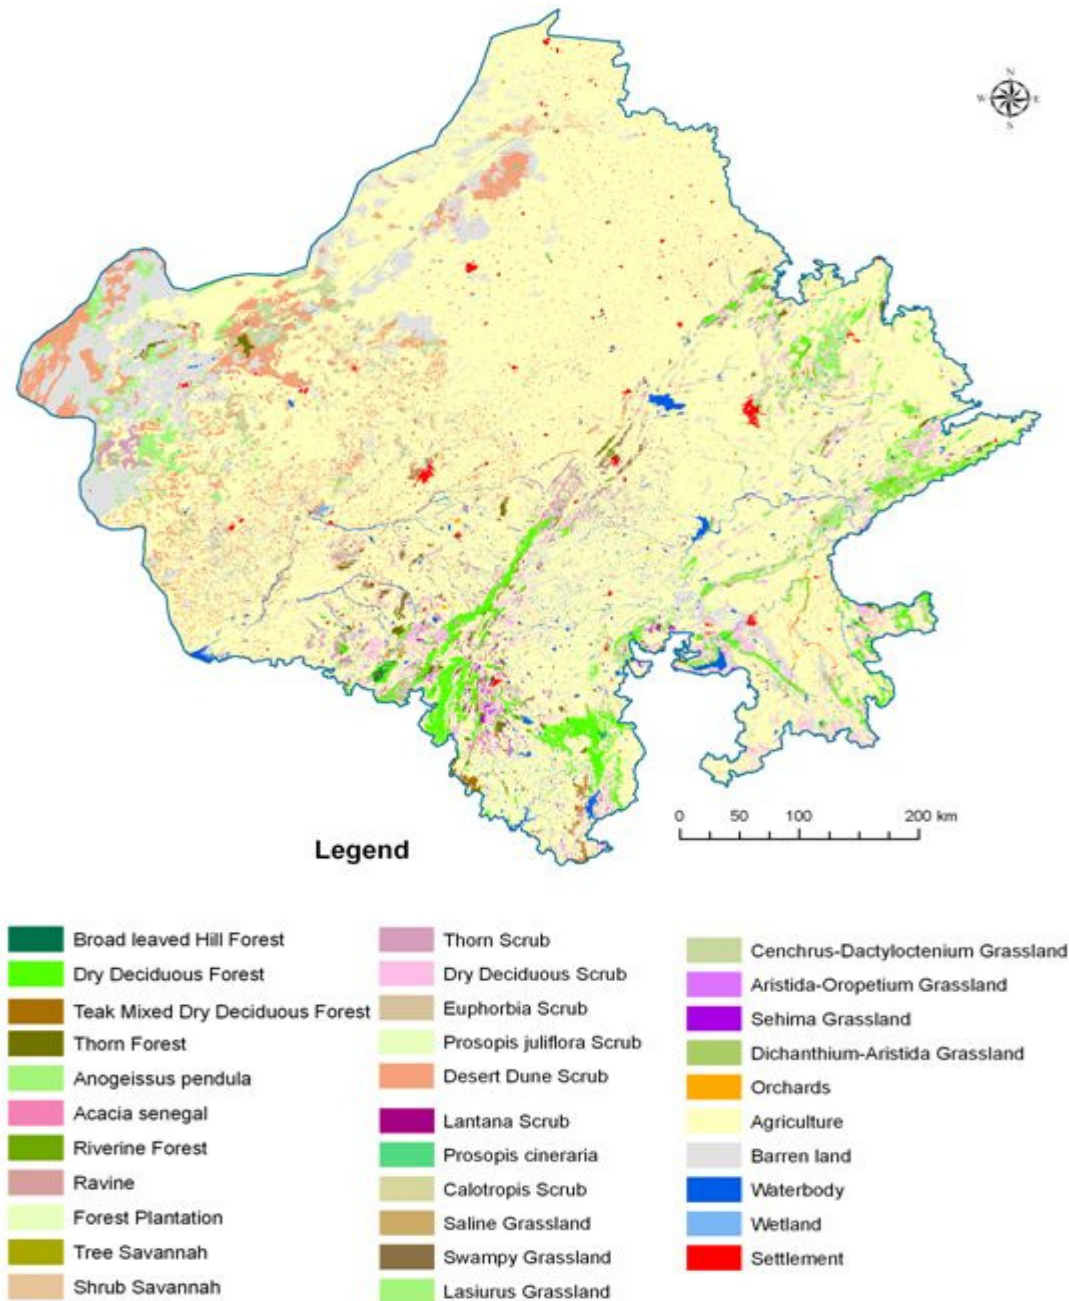 N
W E
S
0 50 100 200 km
Legend
Broad leaved Hill Forest
Dry Deciduous Forest
Teak Mixed Dry Deciduous Forest
Thorn Forest
Anogeissus pendula
Acacia senegal
Riverine Forest
Ravine
Forest Plantation
Tree Savannah
Shrub Savannah
Thorn Scrub
Dry Deciduous Scrub
Euphorbia Scrub
Prosopis juliflora Scrub
Desert Dune Scrub
Lantana Scrub
Prosopis cineraria
Calotropis Scrub
Saline Grassland
Swampy Grassland
Lasiurus Grassland
Cenchrus-Dactyloctenium Grassland
Aristida-Oropetium Grassland
Sehima Grassland
Dichanthium-Aristida Grassland
Orchards
Agriculture
Barren land
Waterbody
Wetland
Settlement